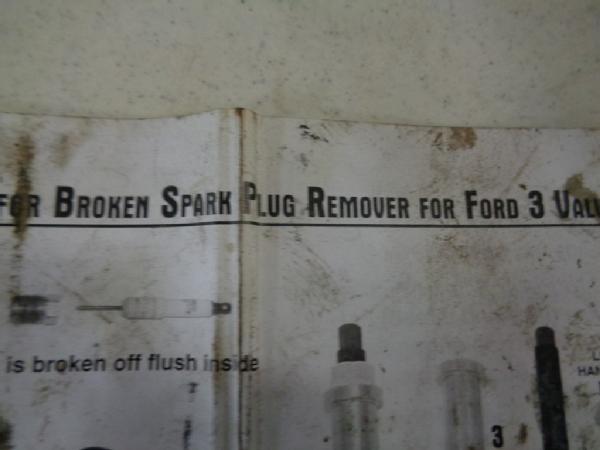 FOR BROKEN SPARK PLUG REMOVER FOR FORD 3
is broken off flush inside
3